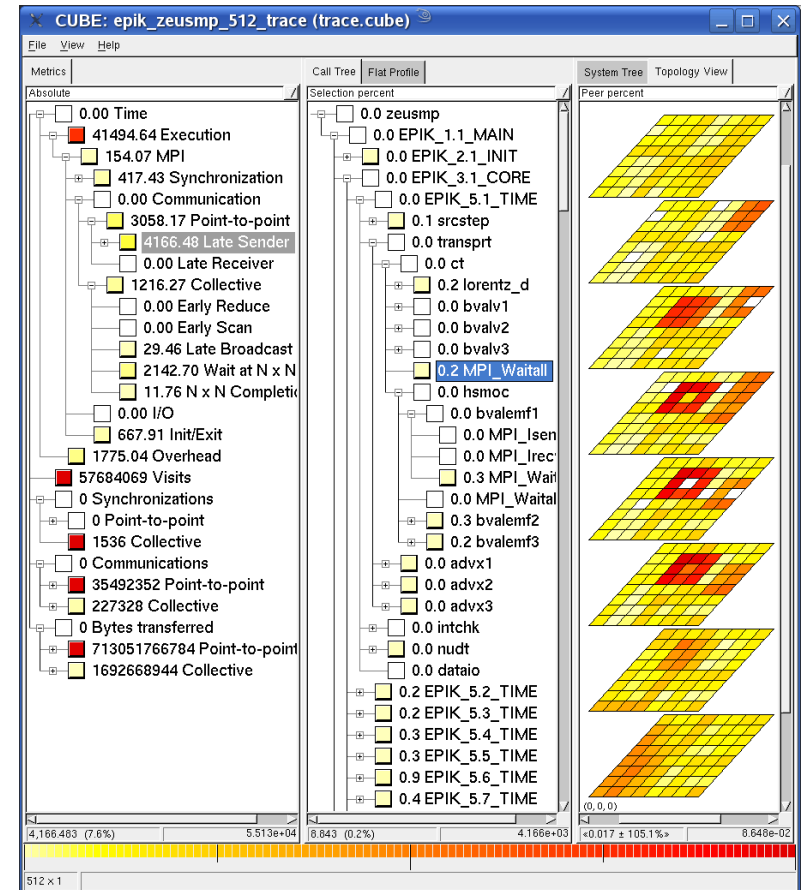 CUBE: epik_zeusmp_512_trace (trace.cube)
File View Help
Metrics
Absolute
0.00 Time
41494.64 Execution
154.07 MPI
417.43 Synchronization
0.00 Communication
3058.17 Point-to-point
4166.48 Late Sender
0.00 Late Receiver
1216.27 Collective
0.00 Early Reduce
0.00 Early Scan
29.46 Late Broadcast
2142.70 Wait at N x N
11.76 N x N Completi
0.00 I/O
667.91 Init/Exit
1775.04 Overhead
57684069 Visits
0 Synchronizations
0 Point-to-point
1536 Collective
0 Communications
35492352 Point-to-point
227328 Collective
0 Bytes transferred
713051766784 Point-to-point
1692668944 Collective
4,166.483 (7.6%) 5.513e+04
Call Tree Flat Profile
Selection percent
0.0 zeusmp
0.0 EPIK_1.1_MAIN
0.0 EPIK_2.1_INIT
0.0 EPIK_3.1_CORE
0.0 EPIK_5.1_TIME
0.1 srcstep
0.0 transprt
0.0 ct
0.2 lorentz_d
0.0 bvalv1
0.0 bvalv2
0.0 bvalv3
0.2 MPI_Waitall
0.0 hsmoc
0.0 bvalemf1
0.0 MPI_Isen
0.0 MPI_Irec
0.3 MPI_Wait
0.0 MPI_Waital
0.3 bvalemf2
0.2 bvalemf3
0.0 advx1
0.0 advx2
0.0 advx3
0.0 intchk
0.0 nudt
0.0 dataio
0.2 EPIK_5.2_TIME
0.2 EPIK_5.3_TIME
0.3 EPIK_5.4_TIME
0.3 EPIK_5.5_TIME
0.9 EPIK_5.6_TIME
0.4 EPIK_5.7_TIME
8.843 (0.2%) 4.166e+03
System Tree Topology View
Peer percent
(0, 0, 0)
«0.017 ± 105.1%» 8.648e-02
512 × 1